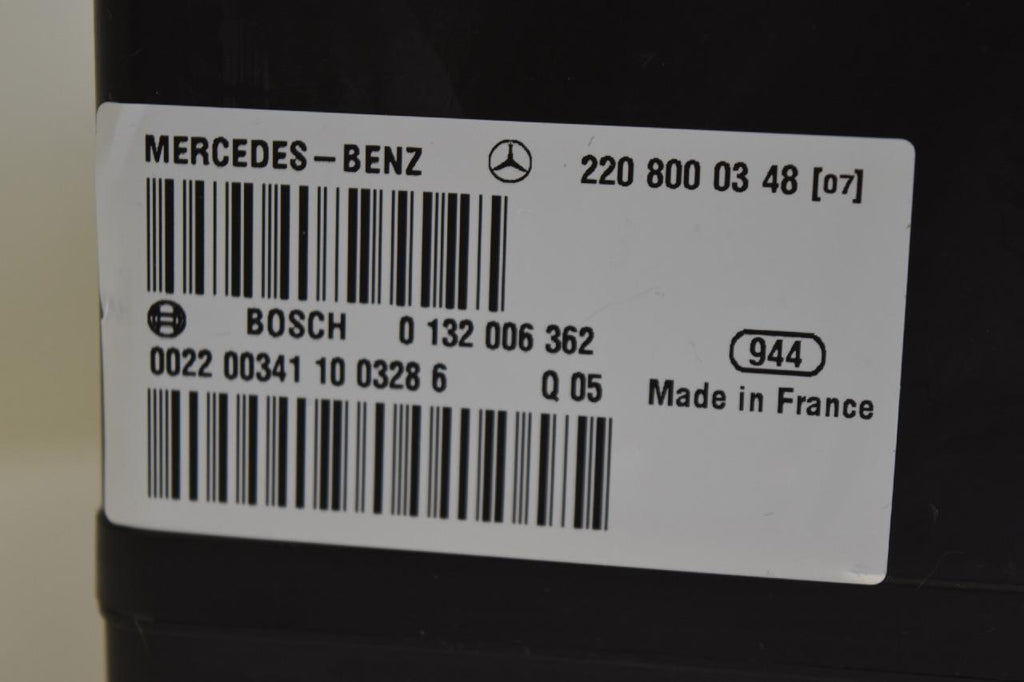 MERCEDES-BENZ 220 800 03 48 [07]
BOSCH 0 132 006 362
0022 00341 10 0328 6 Q 05
944
Made in France